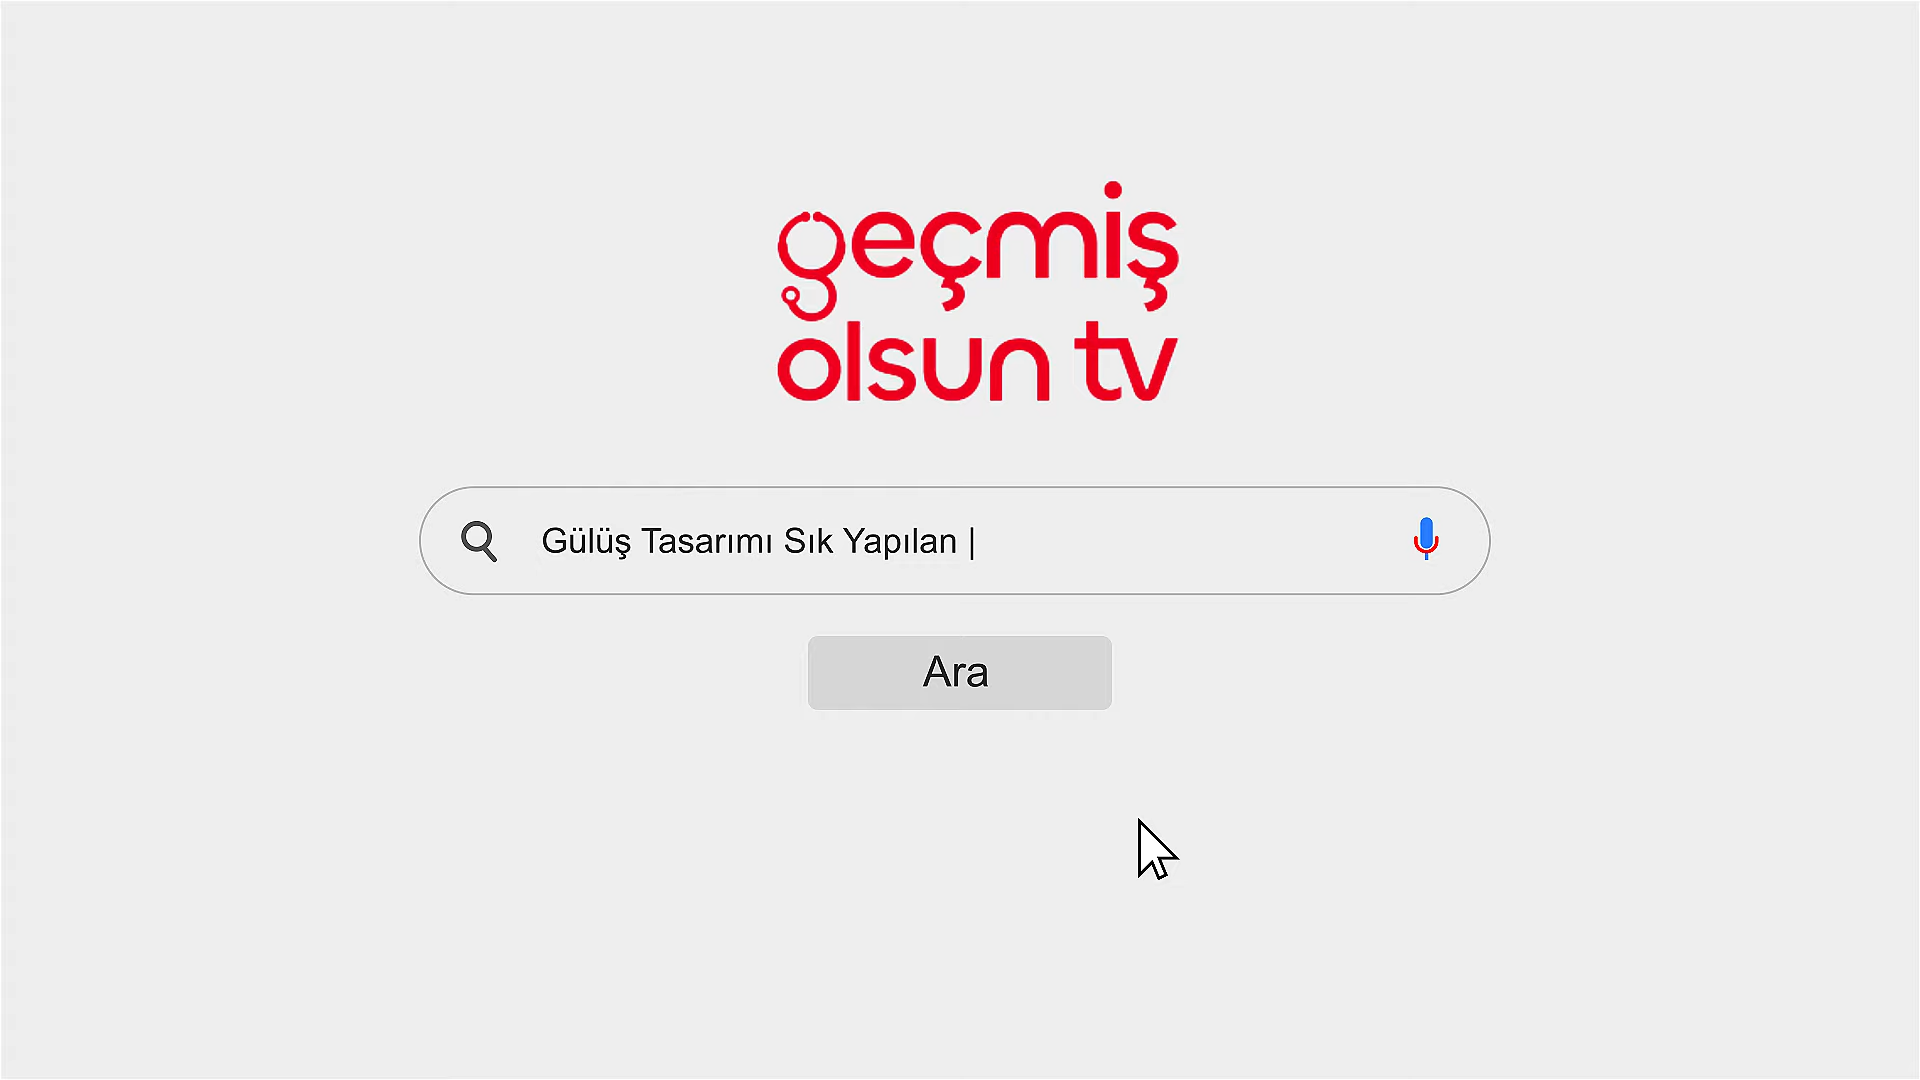 geçmiş
olsun tv
Gülüş Tasarımı Sık Yapılan |
Ara